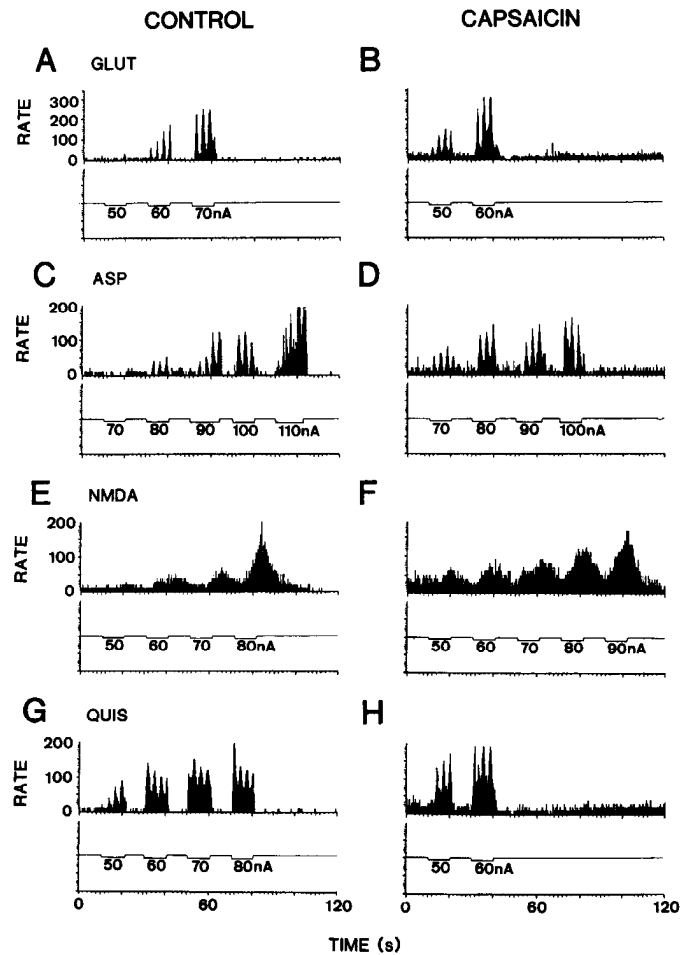 CONTROL CAPSAICIN
A GLUT B
RATE
300
200
100
0
50 60 70nA 50 60nA
C ASP D
RATE
200
100
0
70 80 90 100 110nA 70 80 90 100nA
E NMDA F
RATE
200
100
0
50 60 70 80nA 50 60 70 80 90nA
G QUIS H
RATE
200
100
0
50 60 70 80nA 50 60nA
0 60 120 0 60 120
TIME (s)